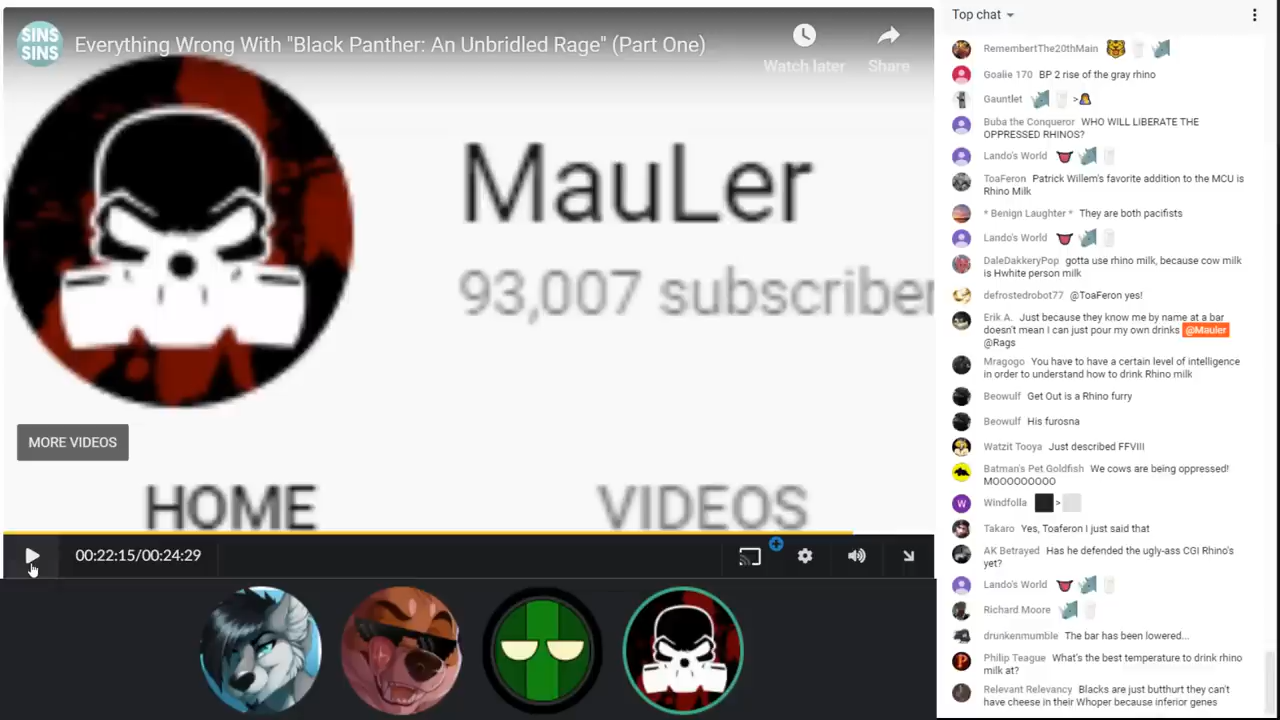 SINS
SINS
Everything Wrong With "Black Panther: An Unbridled Rage" (Part One)
Watch later
Share
MauLer
93,007 subscriber
MORE VIDEOS
HOME
VIDEOS
00:22:15/00:24:29
Top chat
RememberThe20thMain
Goalie 170 BP 2 rise of the gray rhino
Gauntlet >
Buba the Conqueror WHO WILL LIBERATE THE
OPPRESSED RHINOS?
Lando's World
ToaFeron Patrick Willem's favorite addition to the MCU is
Rhino Milk
* Benign Laughter * They are both pacifists
Lando's World
DaleDakkeryPop gotta use rhino milk, because cow milk
is Hwhite person milk
defrostedrobot77 @ToaFeron yes!
Erik A. Just because they know me by name at a bar
doesn't mean I can just pour my own drinks @Mauler
@Rags
Mragogo You have to have a certain level of intelligence
in order to understand how to drink Rhino milk
Beowulf Get Out is a Rhino furry
Beowulf His furosna
Watzit Tooya Just described FFVIII
Batman's Pet Goldfish We cows are being oppressed!
MOOOOOOOOO
W Windfolla >
Takaro Yes, Toaferon I just said that
AK Betrayed Has he defended the ugly-ass CGI Rhino's
yet?
Lando's World
Richard Moore
drunkenmumble The bar has been lowered...
Philip Teague What's the best temperature to drink rhino
milk at?
Relevant Relevancy Blacks are just butthurt they can't
have cheese in their Whoper because inferior genes